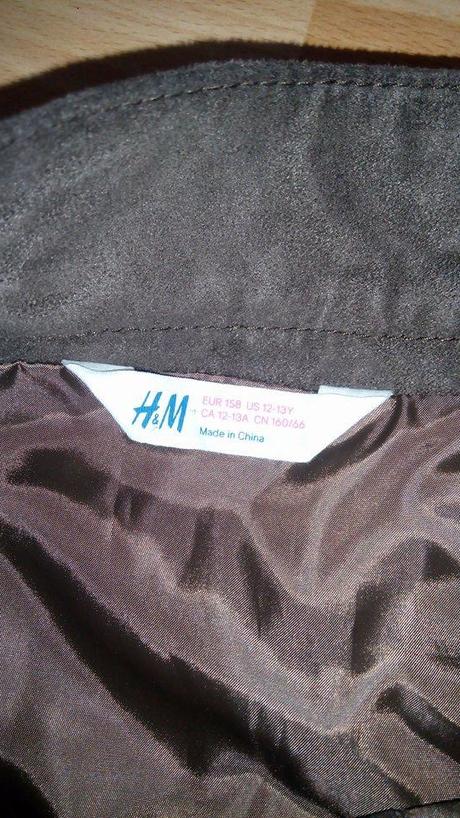 H&M
EUR 158 US 12-13Y
CA 12-13A CN 160/66
Made in China